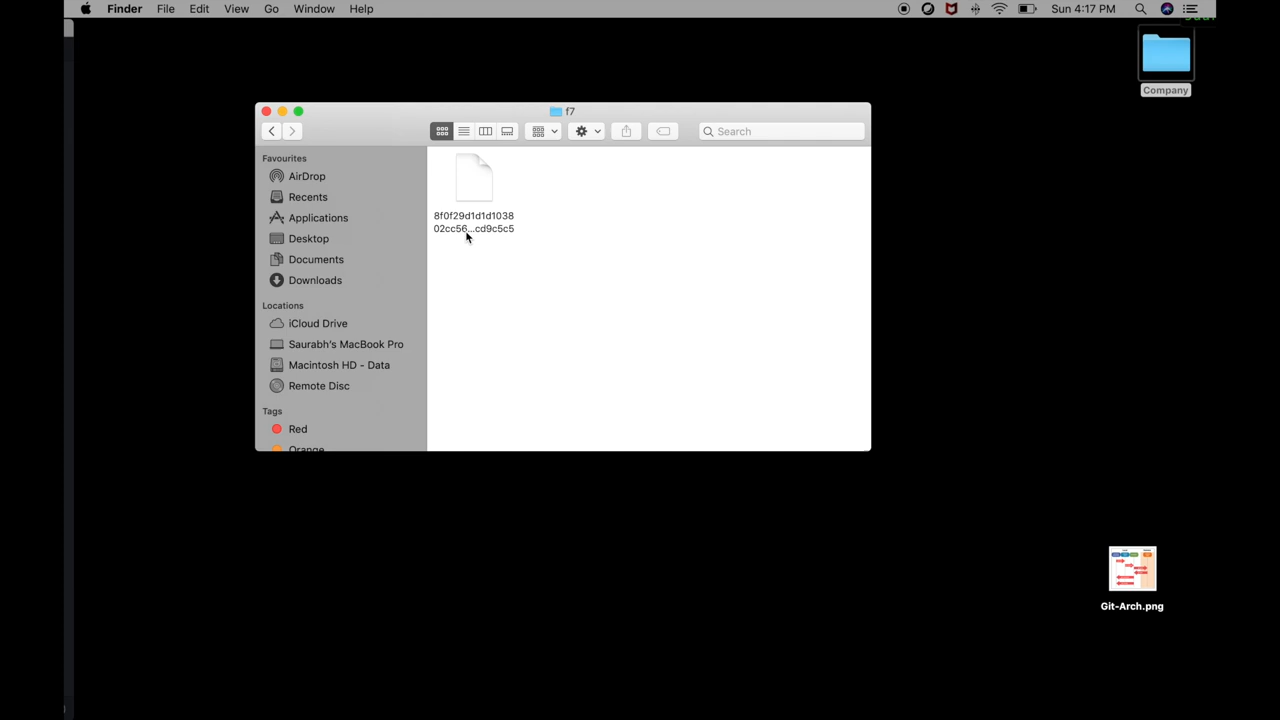 Finder File Edit View Go Window Help Sun 4:17 PM
Company
f7
Search
Favourites
AirDrop
Recents
Applications
Desktop
Documents
Downloads
Locations
iCloud Drive
Saurabh's MacBook Pro
Macintosh HD - Data
Remote Disc
Tags
Red
Orange
8f0f29d1d1d1038
02cc56...cd9c5c5
Git-Arch.png